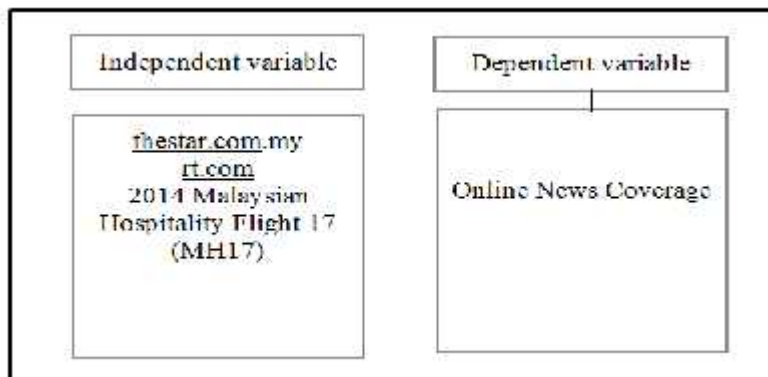 Independent variable
Dependent variable
thestar.com.my
rt.com
2014 Malaysian
Hospitality Flight 17
(MH17)
Online News Coverage